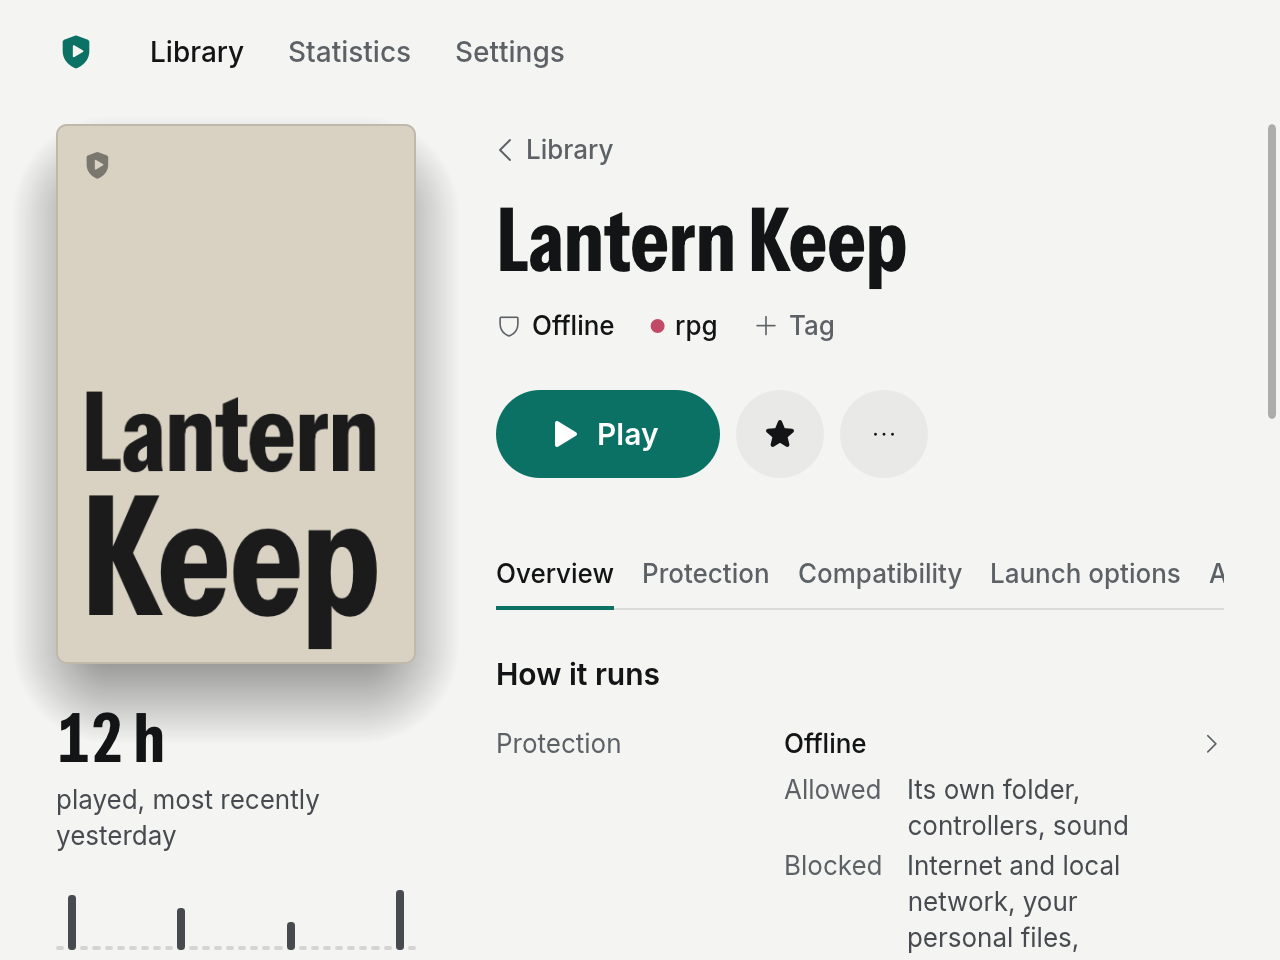 Library
Statistics
Settings
Lantern
Keep
12 h
played, most recently
yesterday
Library
Lantern Keep
Offline
rpg
Tag
Play
Overview
Protection
Compatibility
Launch options
A
How it runs
Protection
Offline
Allowed
Its own folder,
controllers, sound
Blocked
Internet and local
network, your
personal files,